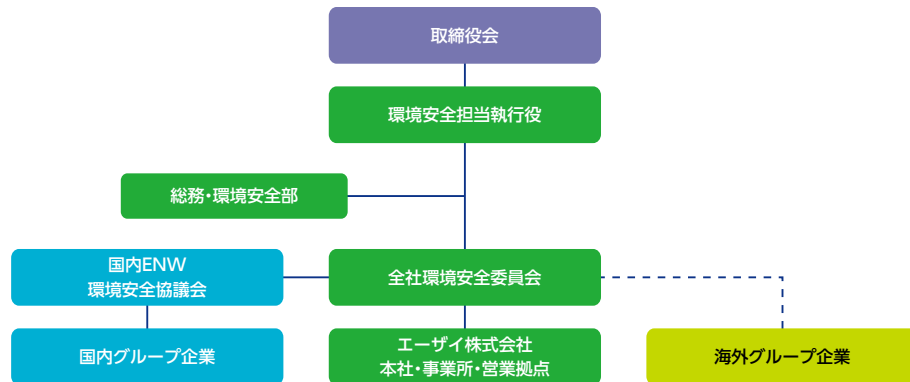 取締役会
環境安全担当執行役
総務・環境安全部
国内ENW
環境安全協議会
全社環境安全委員会
国内グループ企業
エーザイ株式会社
本社・事業所・営業拠点
海外グループ企業